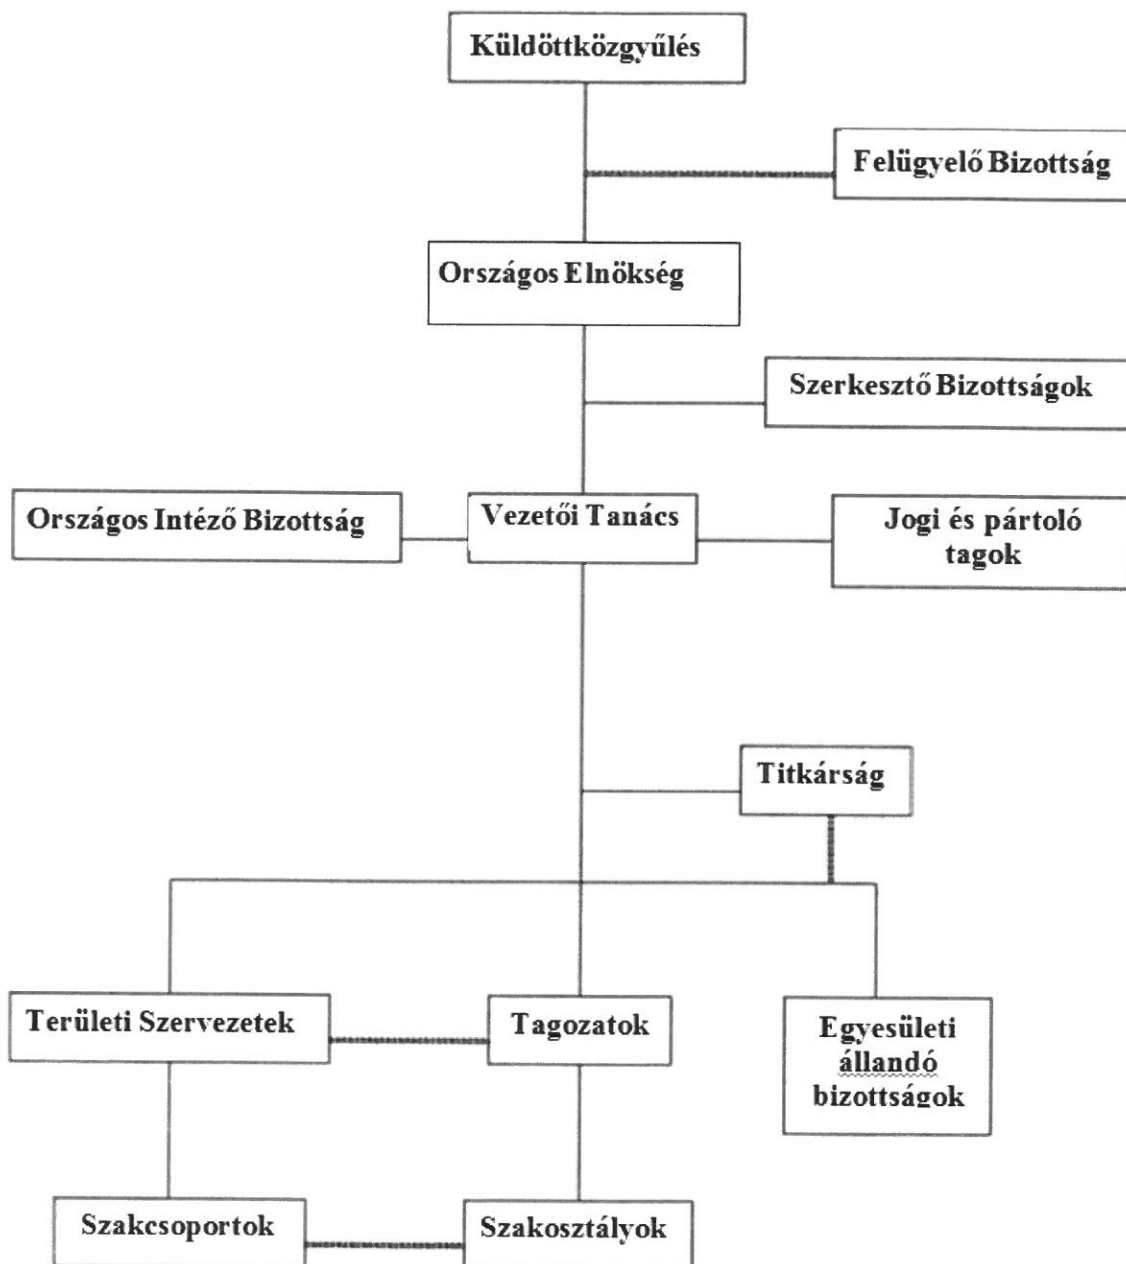 Küldöttközgyűlés
Felügyelő Bizottság
Országos Elnökség
Szerkesztő Bizottságok
Országos Intéző Bizottság
Vezetői Tanács
Jogi és pártoló
tagok
Titkárság
Területi Szervezetek
Tagozatok
Egyesületi
állandó
bizottságok
Szakcsoportok
Szakosztályok